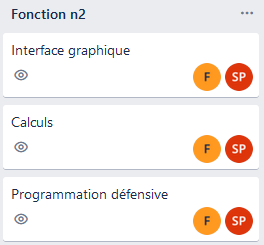 Fonction n2
Interface graphique
F SP
Calculs
F SP
Programmation défensive
F SP